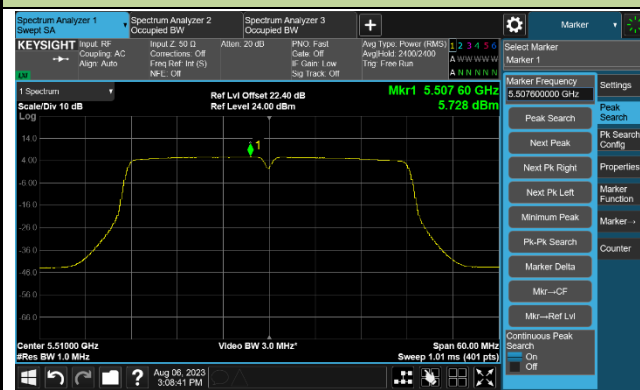 Spectrum Analyzer 1
Swept SA
Spectrum Analyzer 2
Occupied BW
Spectrum Analyzer 3
Occupied BW
+
Marker
KEYSIGHT
Input: RF
Coupling: AC
Align: Auto
Input Z: 50 Ω
Corrections: Off
Freq Ref: Int (S)
NFE: Off
Atten: 20 dB
PNO: Fast
Gate: Off
IF Gain: Low
Sig Track: Off
Avg Type: Power (RMS)
Avg|Hold: 2400/2400
Trig: Free Run
1 2 3 4 5 6
A W W W W W
A N N N N N
LXI
Select Marker
Marker 1
1 Spectrum
Scale/Div 10 dB
Log
Ref Lvl Offset 22.40 dB
Ref Level 24.00 dBm
Mkr1 5.507 60 GHz
5.728 dBm
14.0
4.00
-6.00
-16.0
-26.0
-36.0
-46.0
-56.0
-66.0
1
Center 5.51000 GHz
#Res BW 1.0 MHz
Video BW 3.0 MHz*
Span 60.00 MHz
Sweep 1.01 ms (401 pts)
Marker Frequency
5.507600000 GHz
Peak Search
Next Peak
Next Pk Right
Next Pk Left
Minimum Peak
Pk-Pk Search
Marker Delta
Mkr→CF
Mkr→Ref Lvl
Continuous Peak
Search
On
Off
Settings
Peak
Search
Pk Search
Config
Properties
Marker
Function
Marker→
Counter
?
Aug 06, 2023
3:08:41 PM